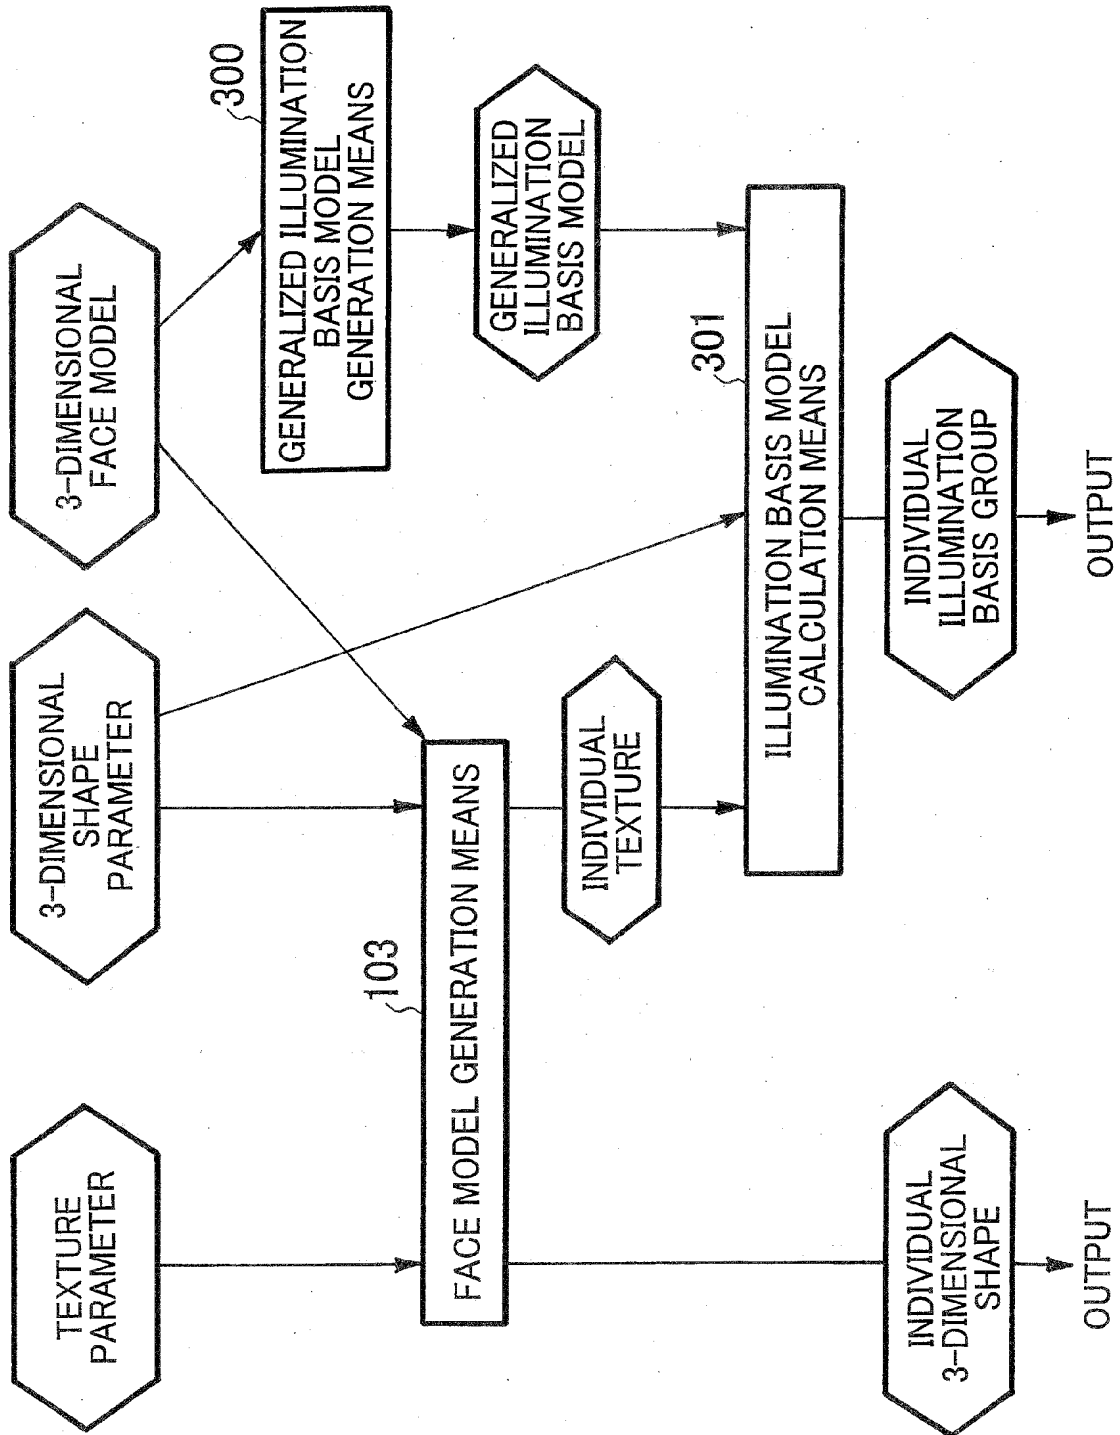 TEXTURE
PARAMETER
3-DIMENSIONAL
SHAPE
PARAMETER
3-DIMENSIONAL
FACE MODEL
300
GENERALIZED ILLUMINATION
BASIS MODEL
GENERATION MEANS
103
FACE MODEL GENERATION MEANS
GENERALIZED
ILLUMINATION
BASIS MODEL
INDIVIDUAL
TEXTURE
301
ILLUMINATION BASIS MODEL
CALCULATION MEANS
INDIVIDUAL
3-DIMENSIONAL
SHAPE
INDIVIDUAL
ILLUMINATION
BASIS GROUP
OUTPUT
OUTPUT